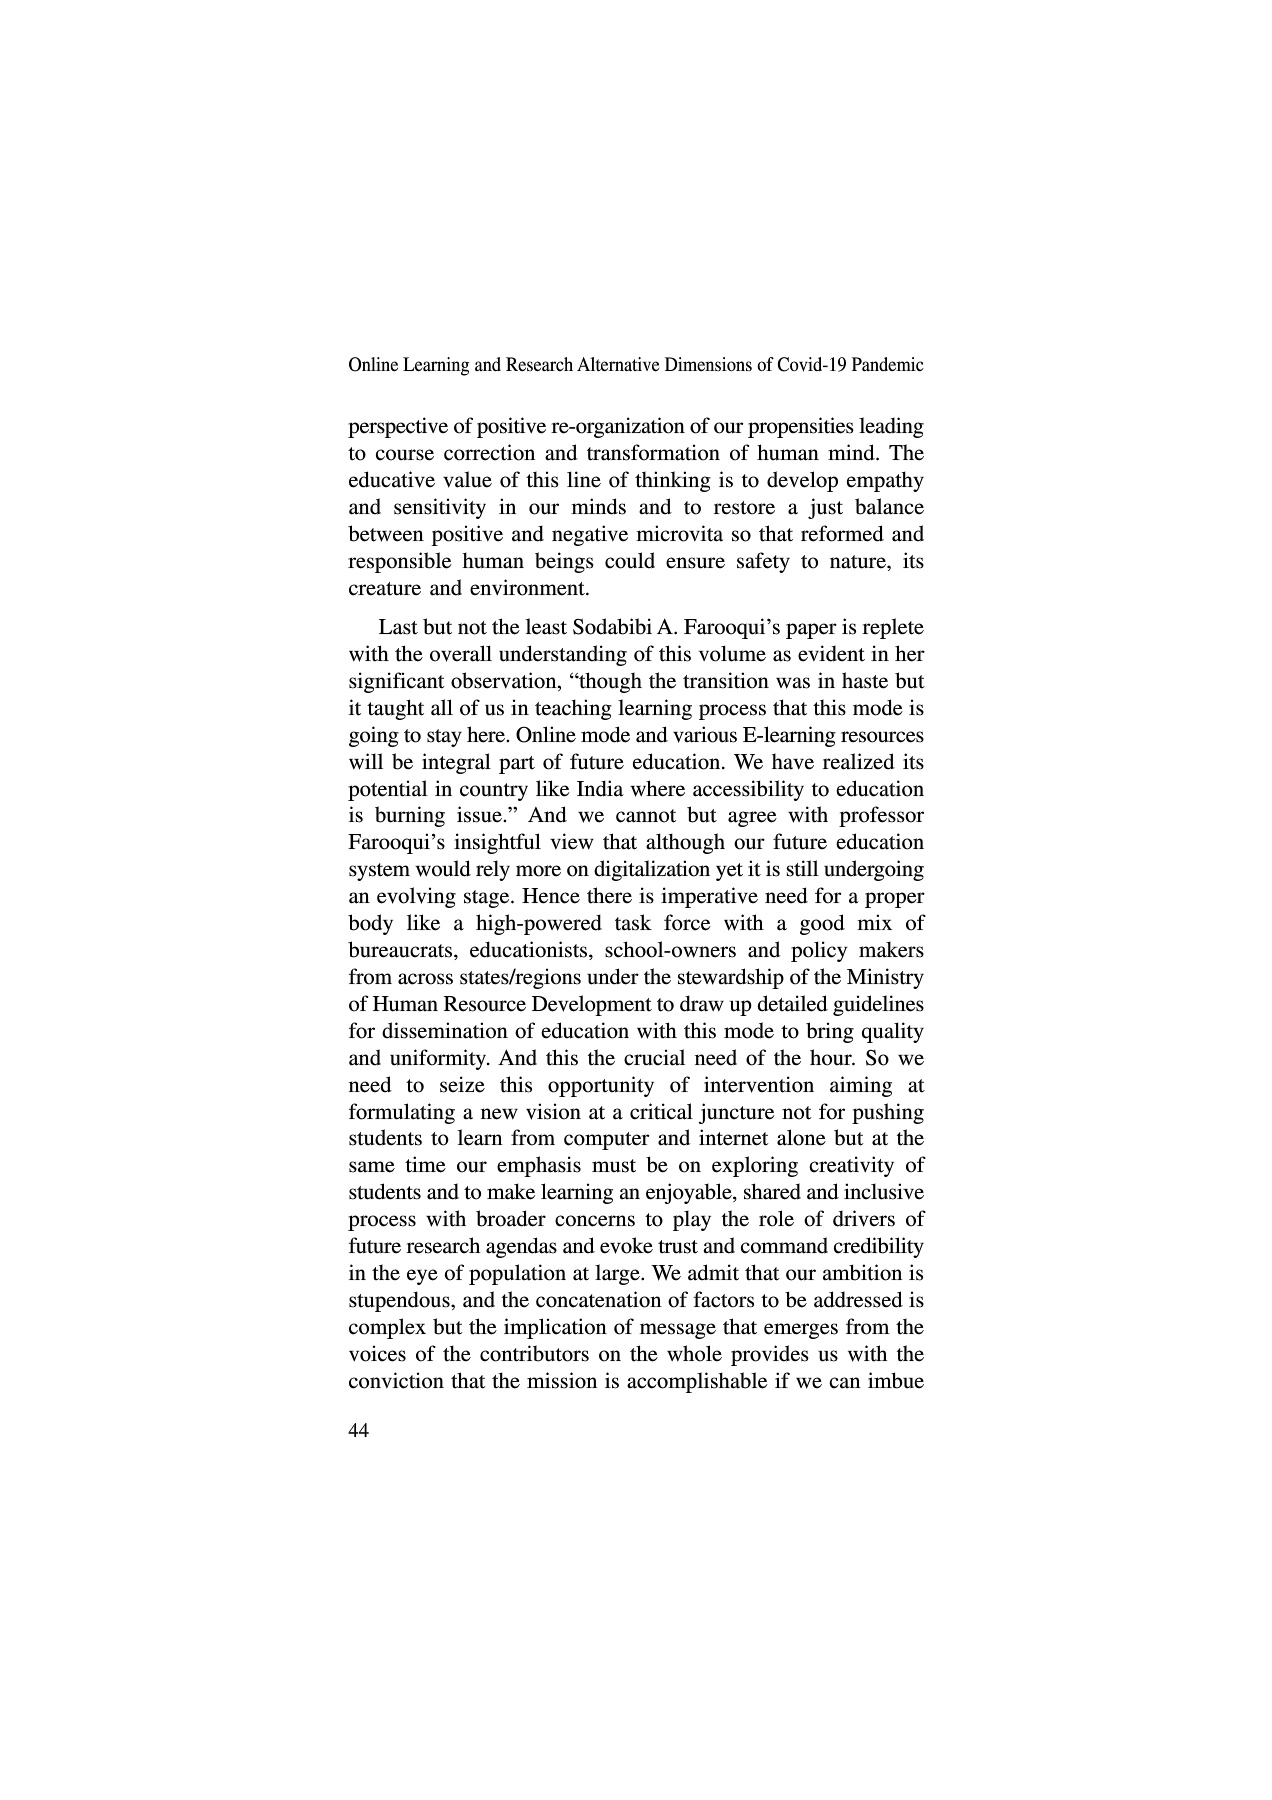 Online Learning and Research Alternative Dimensions of Covid-19 Pandemic
perspective of positive re-organization of our propensities leading
to course correction and transformation of human mind. The
educative value of this line of thinking is to develop empathy
and sensitivity in our minds and to restore a just balance
between positive and negative microvita so that reformed and
responsible human beings could ensure safety to nature, its
creature and environment.
Last but not the least Sodabibi A. Farooqui’s paper is replete
with the overall understanding of this volume as evident in her
significant observation, “though the transition was in haste but
it taught all of us in teaching learning process that this mode is
going to stay here. Online mode and various E-learning resources
will be integral part of future education. We have realized its
potential in country like India where accessibility to education
is burning issue.” And we cannot but agree with professor
Farooqui’s insightful view that although our future education
system would rely more on digitalization yet it is still undergoing
an evolving stage. Hence there is imperative need for a proper
body like a high-powered task force with a good mix of
bureaucrats, educationists, school-owners and policy makers
from across states/regions under the stewardship of the Ministry
of Human Resource Development to draw up detailed guidelines
for dissemination of education with this mode to bring quality
and uniformity. And this the crucial need of the hour. So we
need to seize this opportunity of intervention aiming at
formulating a new vision at a critical juncture not for pushing
students to learn from computer and internet alone but at the
same time our emphasis must be on exploring creativity of
students and to make learning an enjoyable, shared and inclusive
process with broader concerns to play the role of drivers of
future research agendas and evoke trust and command credibility
in the eye of population at large. We admit that our ambition is
stupendous, and the concatenation of factors to be addressed is
complex but the implication of message that emerges from the
voices of the contributors on the whole provides us with the
conviction that the mission is accomplishable if we can imbue
44